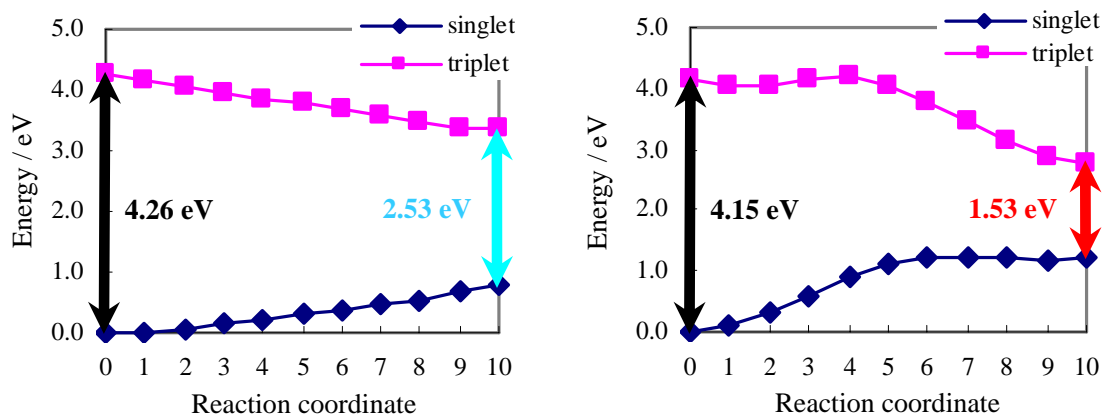 5.0
4.0
3.0
2.0
1.0
0.0
Energy / eV
singlet
triplet
4.26 eV
2.53 eV
0 1 2 3 4 5 6 7 8 9 10
Reaction coordinate
5.0
4.0
3.0
2.0
1.0
0.0
Energy / eV
singlet
triplet
4.15 eV
1.53 eV
0 1 2 3 4 5 6 7 8 9 10
Reaction coordinate